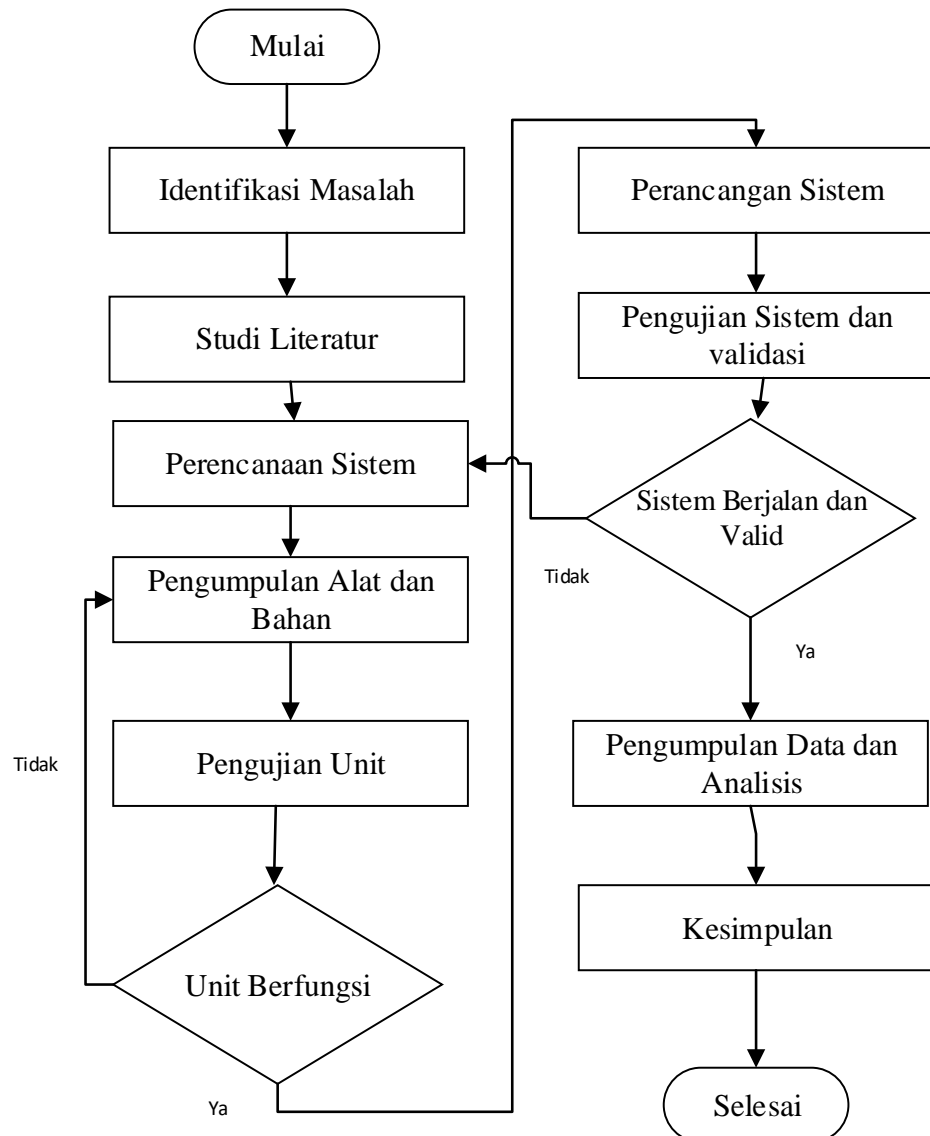 Mulai
Identifikasi Masalah
Studi Literatur
Perencanaan Sistem
Pengumpulan Alat dan
Bahan
Pengujian Unit
Tidak
Unit Berfungsi
Ya
Perancangan Sistem
Pengujian Sistem dan
validasi
Sistem Berjalan dan
Valid
Tidak
Ya
Pengumpulan Data dan
Analisis
Kesimpulan
Selesai